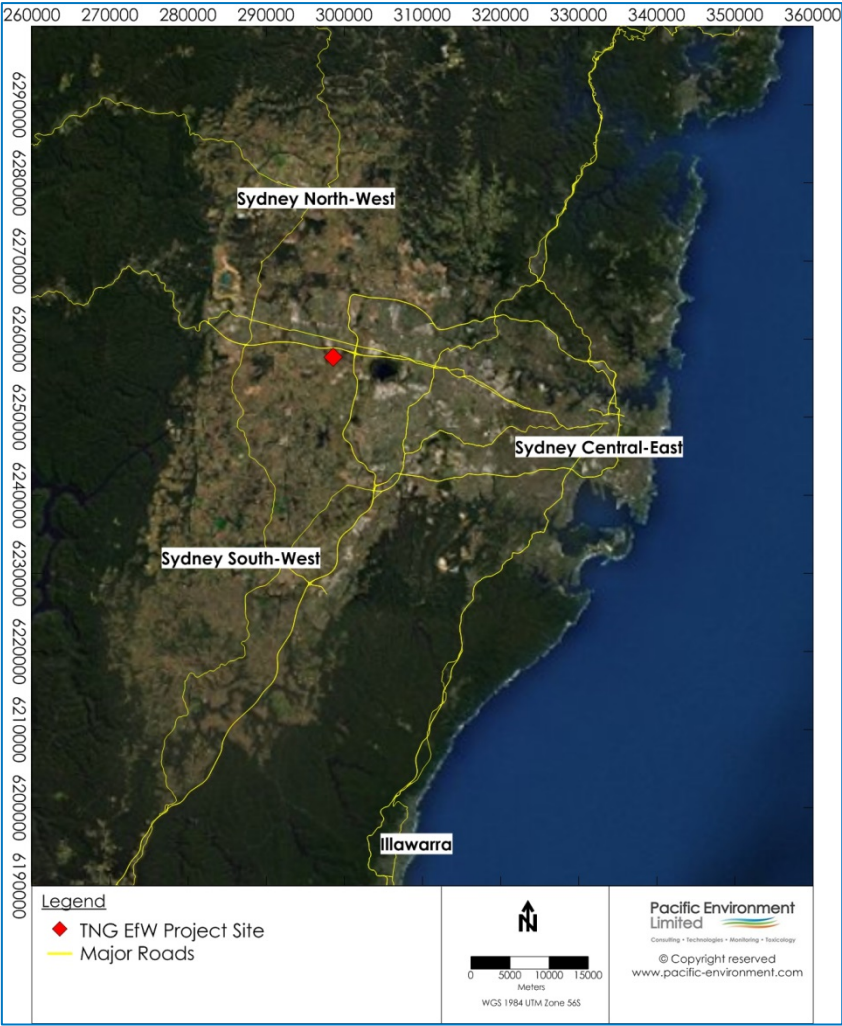 260000 270000 280000 290000 300000 310000 320000 330000 340000 350000 360000
6290000
6280000
6270000
6260000
6250000
6240000
6230000
6220000
6210000
6200000
6190000
Sydney North-West
Sydney Central-East
Sydney South-West
Illawarra
Legend
TNG EfW Project Site
Major Roads
N
0 5000 10000 15000
Meters
WGS 1984 UTM Zone 56S
Pacific Environment
Limited
Consulting • Technologies • Monitoring • Toxicology
© Copyright reserved
www.pacific-environment.com